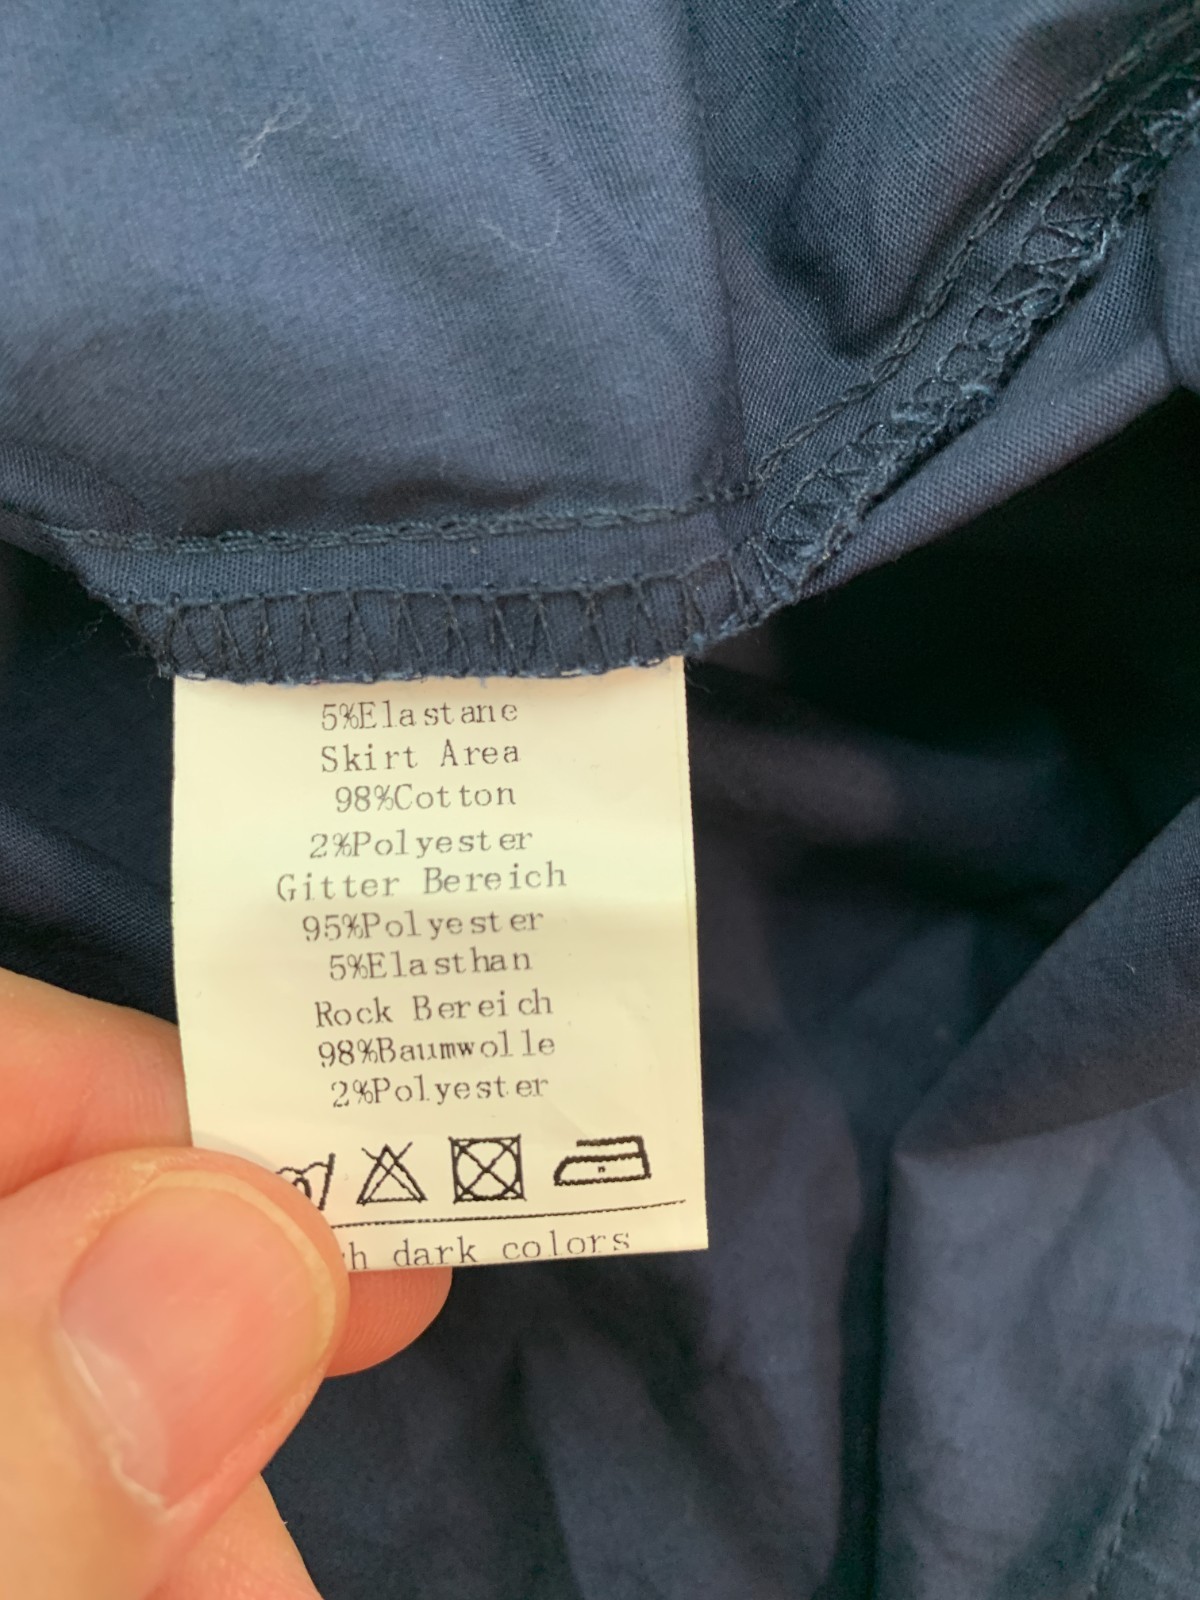 5%Elastane
Skirt Area
98%Cotton
2%Polyester
Gitter Bereich
95%Polyester
5%Elasthan
Rock Bereich
98%Baumwolle
2%Polyester
dark colors